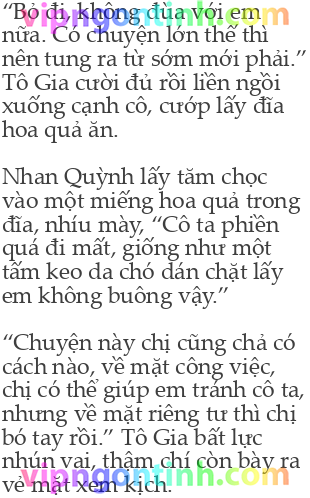 “Bỏ đi, không đùa với em
nữa. Có chuyện lớn thế thì
nên tung ra từ sớm mới phải.”
Tô Gia cười đủ rồi liền ngồi
xuống cạnh cô, cướp lấy đĩa
hoa quả ăn.
Nhan Quỳnh lấy tăm chọc
vào một miếng hoa quả trong
đĩa, nhíu mày, “Cô ta phiền
quá đi mất, giống như một
tấm keo da chó dán chặt lấy
em không buông vậy.”
“Chuyện này chị cũng chả có
cách nào, về mặt công việc,
chị có thể giúp em tránh cô ta,
nhưng về mặt riêng tư thì chị
bó tay rồi.” Tô Gia bất lực
nhún vai, thậm chí còn bày ra
vẻ mặt xem kịch.
vipngontinh.com
vipngontinh.com